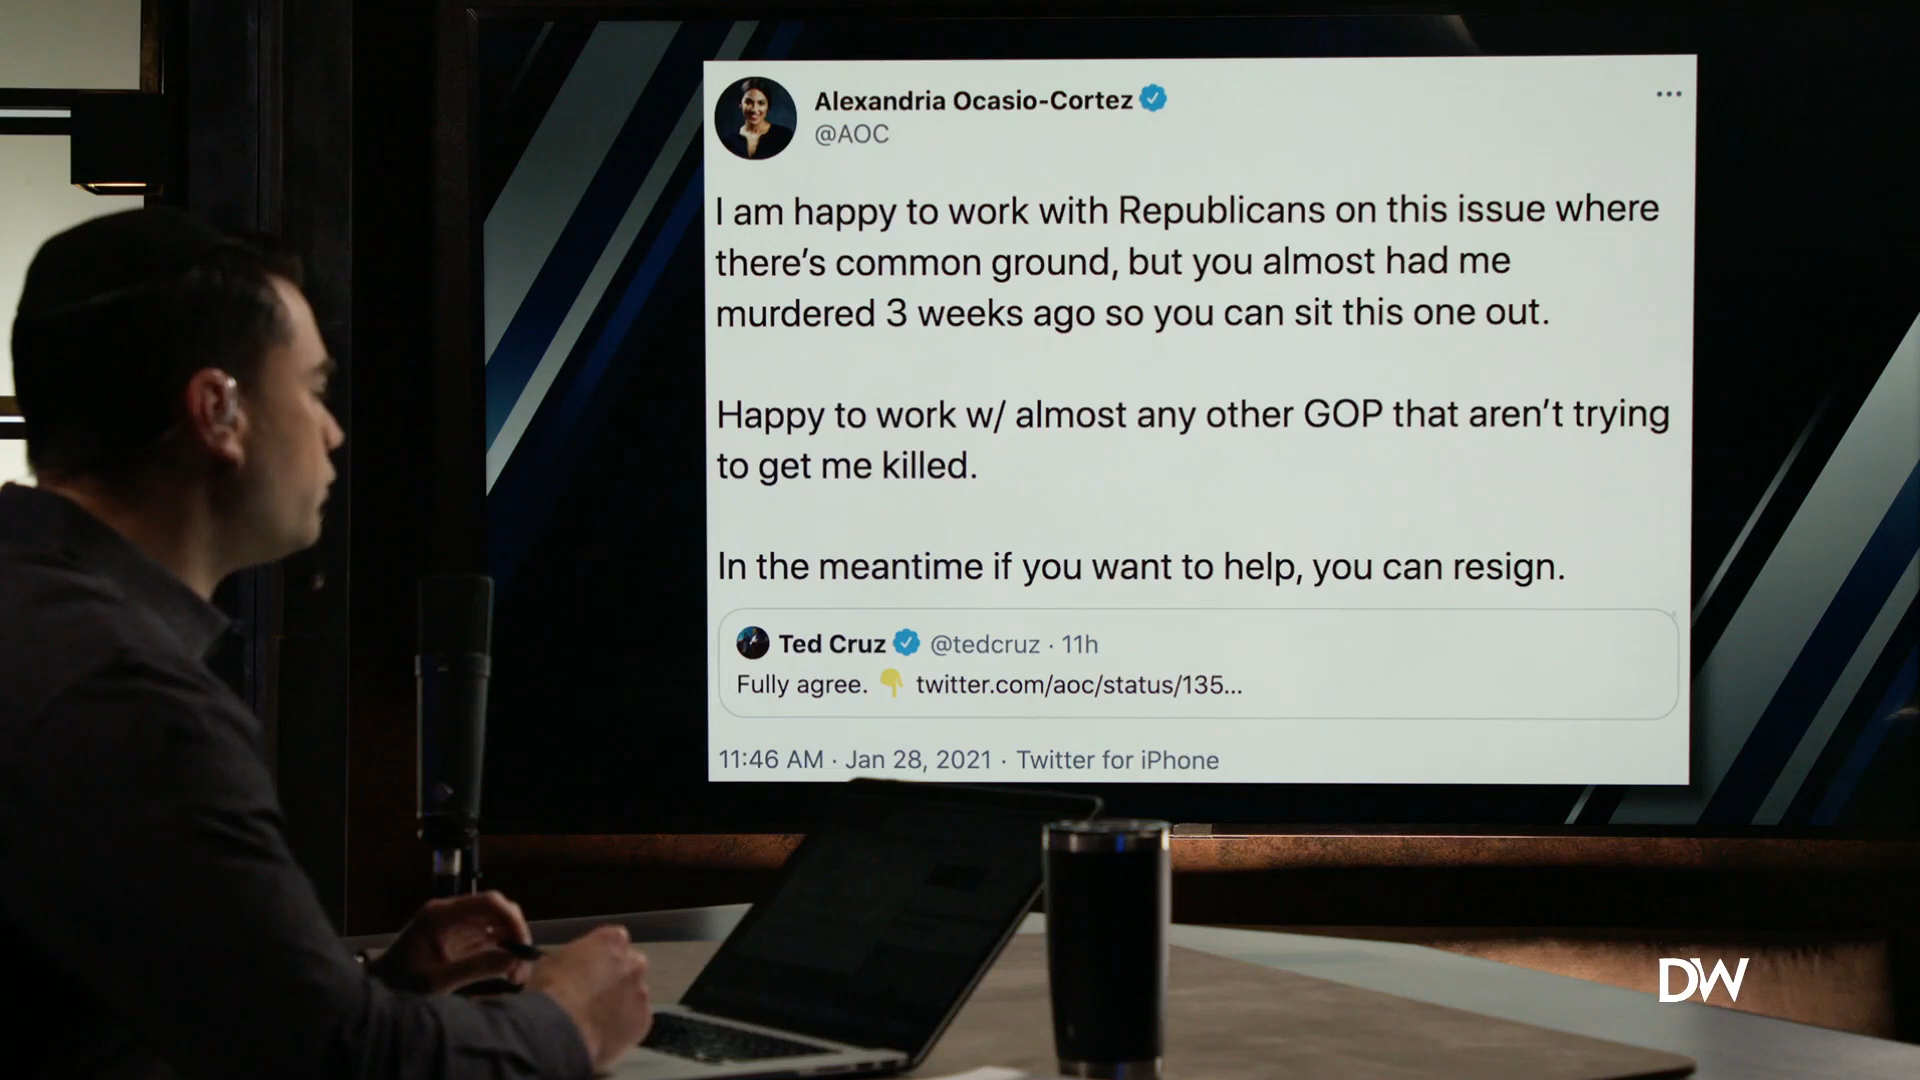 Alexandria Ocasio-Cortez
@AOC
I am happy to work with Republicans on this issue where
there's common ground, but you almost had me
murdered 3 weeks ago so you can sit this one out.
Happy to work w/ almost any other GOP that aren't trying
to get me killed.
In the meantime if you want to help, you can resign.
Ted Cruz @tedcruz · 11h
Fully agree. 👇 twitter.com/aoc/status/135...
11:46 AM · Jan 28, 2021 · Twitter for iPhone
DW